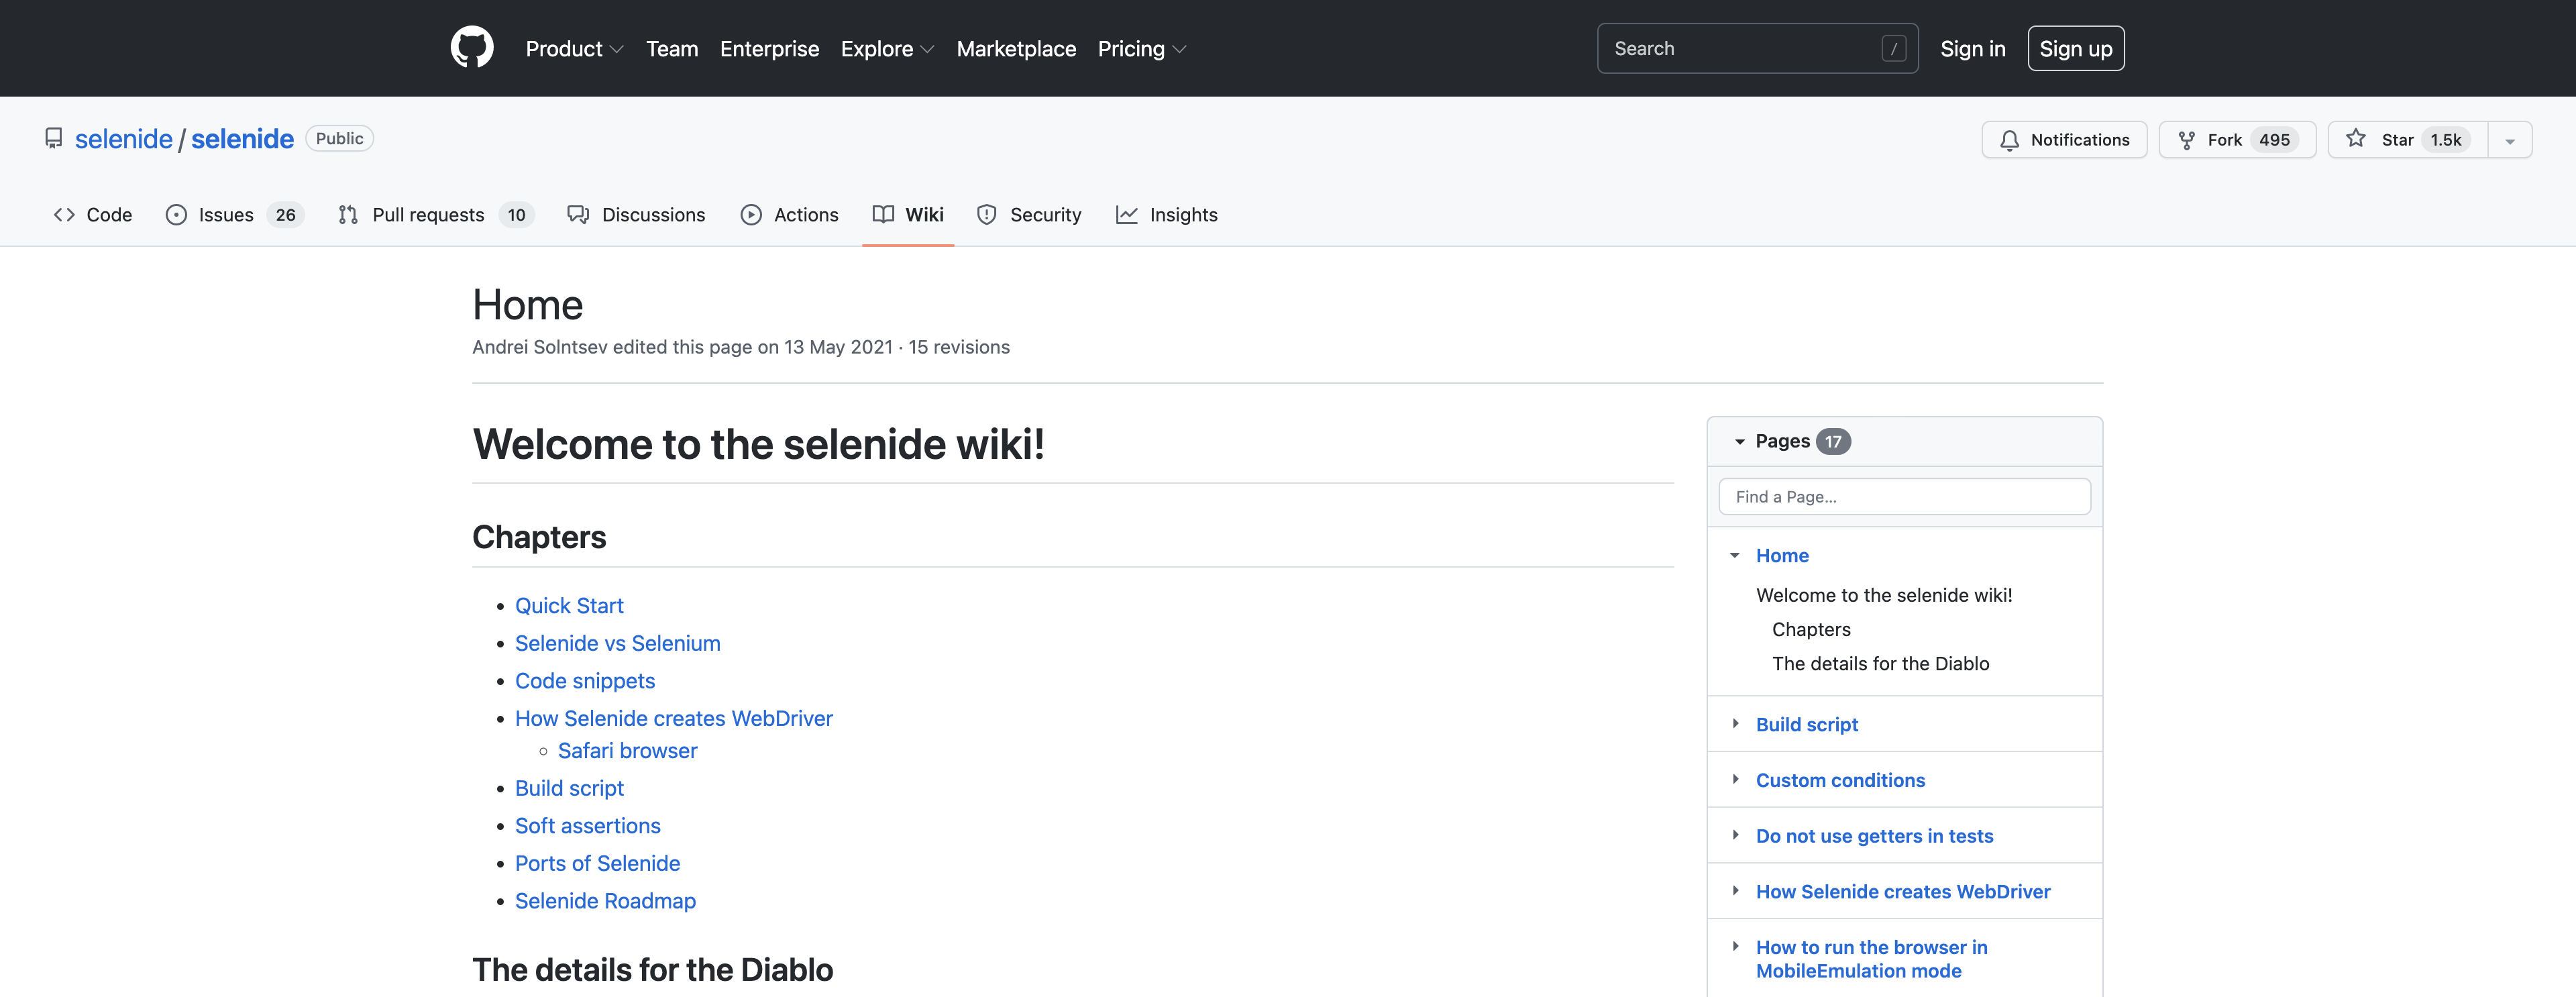 Product Team Enterprise Explore Marketplace Pricing Search / Sign in Sign up
selenide / selenide Public Notifications Fork 495 Star 1.5k
Code Issues 26 Pull requests 10 Discussions Actions Wiki Security Insights
Home
Andrei Solntsev edited this page on 13 May 2021 · 15 revisions
Welcome to the selenide wiki!
Chapters
• Quick Start
• Selenide vs Selenium
• Code snippets
• How Selenide creates WebDriver
◦ Safari browser
• Build script
• Soft assertions
• Ports of Selenide
• Selenide Roadmap
The details for the Diablo
Pages 17
Find a Page...
Home
Welcome to the selenide wiki!
Chapters
The details for the Diablo
Build script
Custom conditions
Do not use getters in tests
How Selenide creates WebDriver
How to run the browser in
MobileEmulation mode